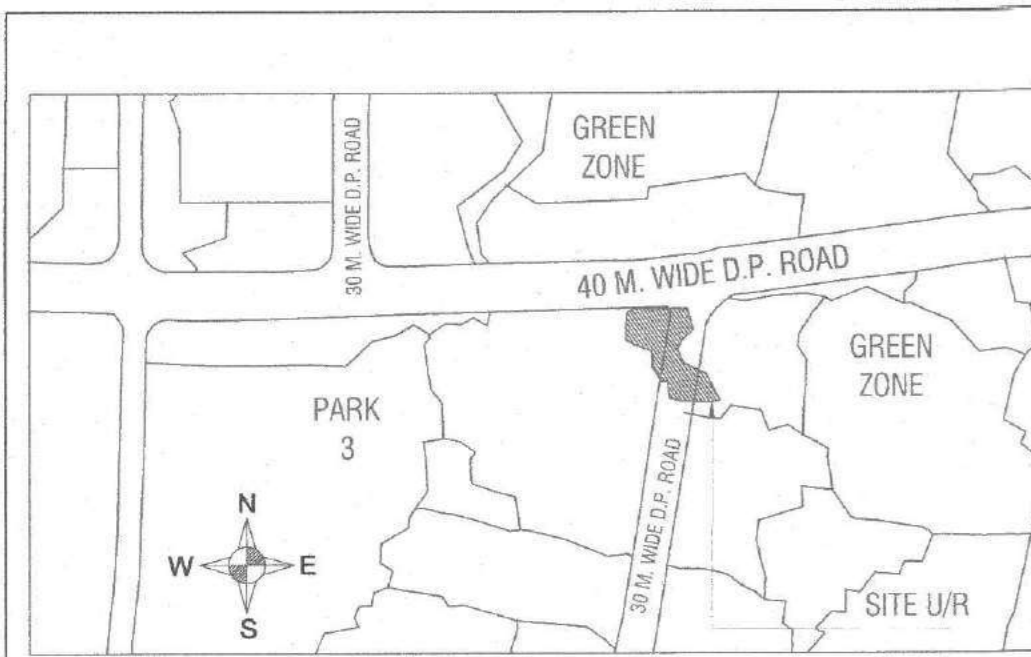 GREEN
ZONE
30 M. WIDE D.P. ROAD
40 M. WIDE D.P. ROAD
GREEN
ZONE
PARK
3
N
W E
S
30 M. WIDE D.P. ROAD
SITE U/R